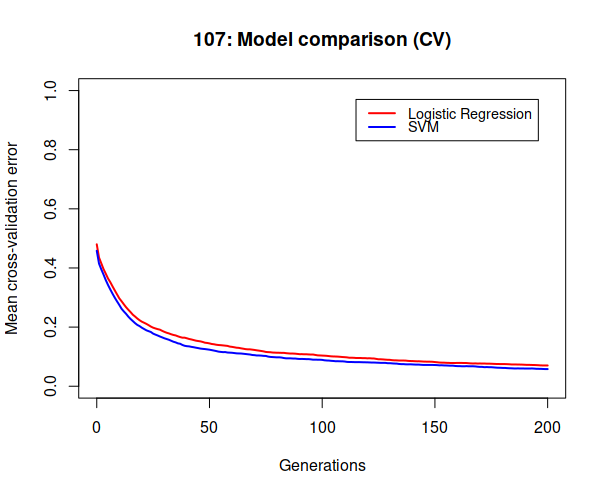 107: Model comparison (CV)
Mean cross-validation error
1.0
0.8
0.6
0.4
0.2
0.0
Logistic Regression
SVM
0 50 100 150 200
Generations